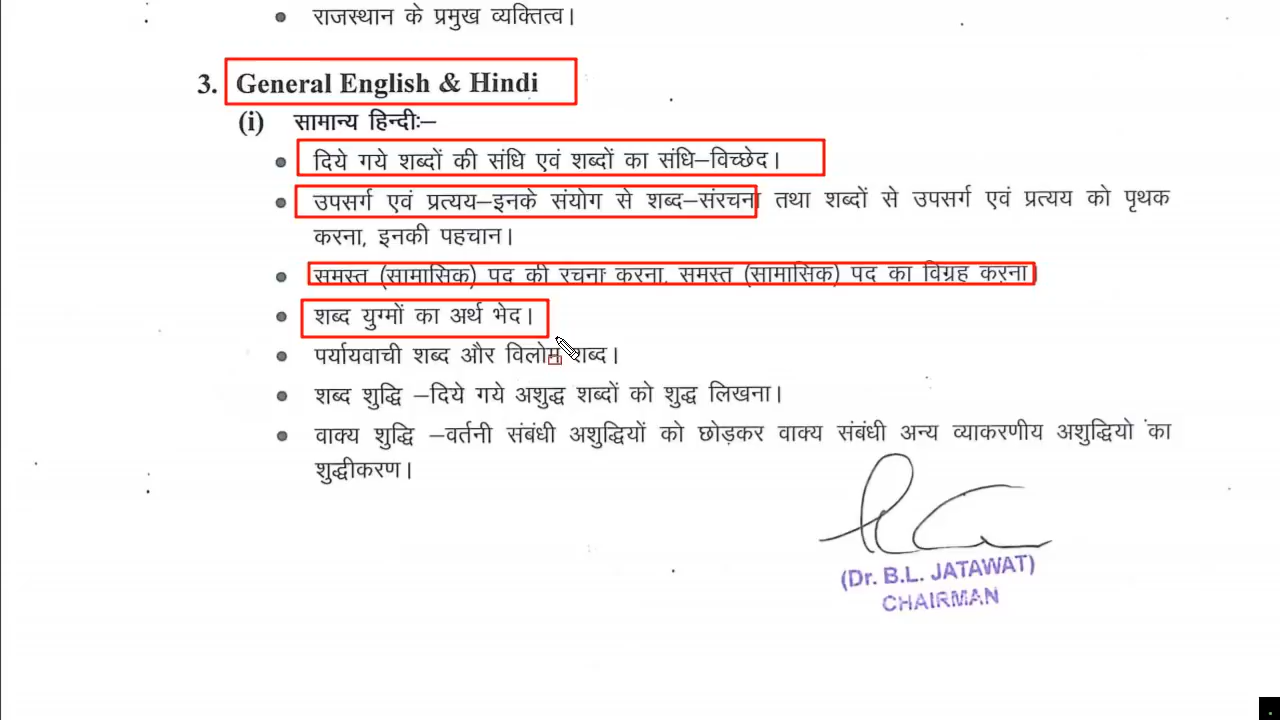 राजस्थान के प्रमुख व्यक्तित्व।
3. General English & Hindi
(i) सामान्य हिन्दीः–
• दिये गये शब्दों की संधि एवं शब्दों का संधि–विच्छेद।
• उपसर्ग एवं प्रत्यय–इनके संयोग से शब्द–संरचना तथा शब्दों से उपसर्ग एवं प्रत्यय को पृथक
करना, इनकी पहचान।
• समस्त (सामासिक) पद की रचना करना, समस्त (सामासिक) पद का विग्रह करना।
• शब्द युग्मों का अर्थ भेद।
• पर्यायवाची शब्द और विलोम शब्द।
• शब्द शुद्धि –दिये गये अशुद्ध शब्दों को शुद्ध लिखना।
• वाक्य शुद्धि –वर्तनी संबंधी अशुद्धियों को छोड़कर वाक्य संबंधी अन्य व्याकरणीय अशुद्धियो का
शुद्धीकरण।
(Dr. B.L. JATAWAT)
CHAIRMAN